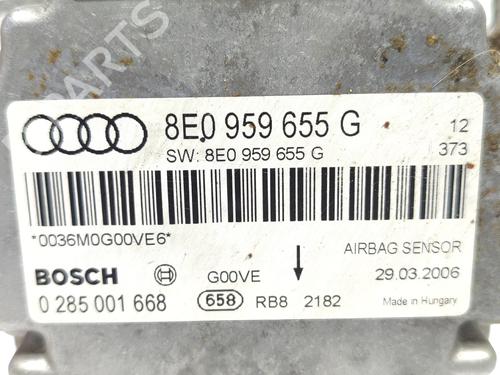 8E0 959 655 G 12
SW: 8E0 959 655 G 373
*0036M0G00VE6*
AIRBAG SENSOR
BOSCH G00VE 29.03.2006
0 285 001 668 658 RB8 2182 Made in Hungary
PARTS